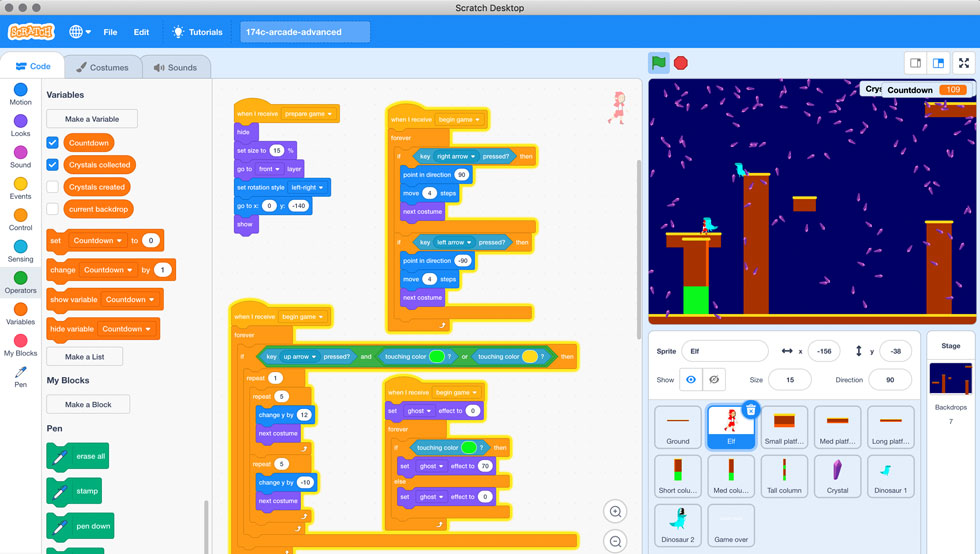 Scratch Desktop
SCRATCH
File
Edit
Tutorials
174c-arcade-advanced
Code
Costumes
Sounds
Motion
Looks
Sound
Events
Control
Sensing
Operators
Variables
My Blocks
Pen
Variables
Make a Variable
Countdown
Crystals collected
Crystals created
current backdrop
set Countdown to 0
change Countdown by 1
show variable Countdown
hide variable Countdown
Make a List
My Blocks
Make a Block
Pen
erase all
stamp
pen down
when I receive prepare game
hide
set size to 15 %
go to front layer
set rotation style left-right
go to x: 0 y: -140
show
when I receive begin game
forever
if key right arrow pressed? then
point in direction 90
move 4 steps
next costume
if key left arrow pressed? then
point in direction -90
move 4 steps
next costume
when I receive begin game
forever
if key up arrow pressed? and touching color ? or touching color ? then
repeat 1
repeat 5
change y by 12
next costume
repeat 5
change y by -10
next costume
when I receive begin game
set ghost effect to 0
forever
if touching color ? then
set ghost effect to 70
else
set ghost effect to 0
Countdown 109
Sprite Elf x -156 y -38
Show Size 15 Direction 90
Ground
Elf
Small platf...
Med platf...
Long platf...
Short colu...
Med colu...
Tall column
Crystal
Dinosaur 1
Dinosaur 2
Game over
Stage
Backdrops
7